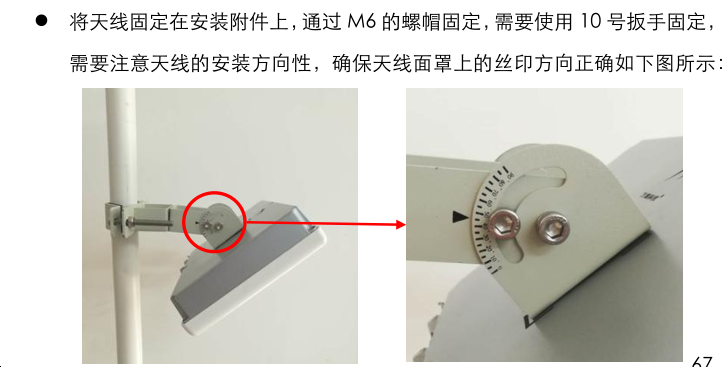 ● 将天线固定在安装附件上，通过 M6 的螺帽固定，需要使用 10 号扳手固定，
需要注意天线的安装方向性，确保天线面罩上的丝印方向正确如下图所示：
67